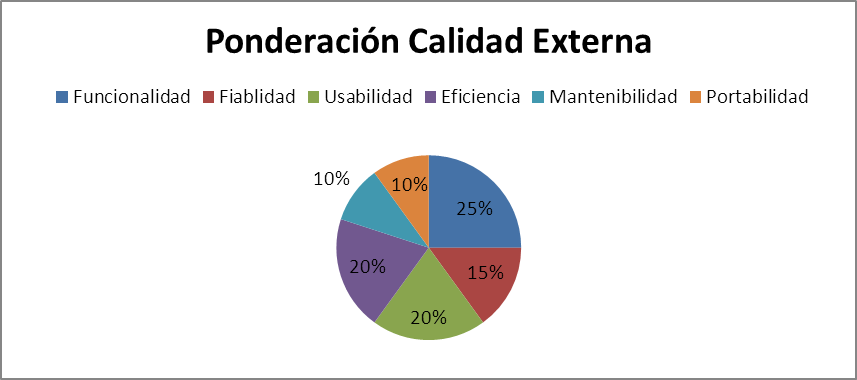 Ponderación Calidad Externa
Funcionalidad Fiablidad Usabilidad Eficiencia Mantenibilidad Portabilidad
10% 10%
25%
20% 15%
20%